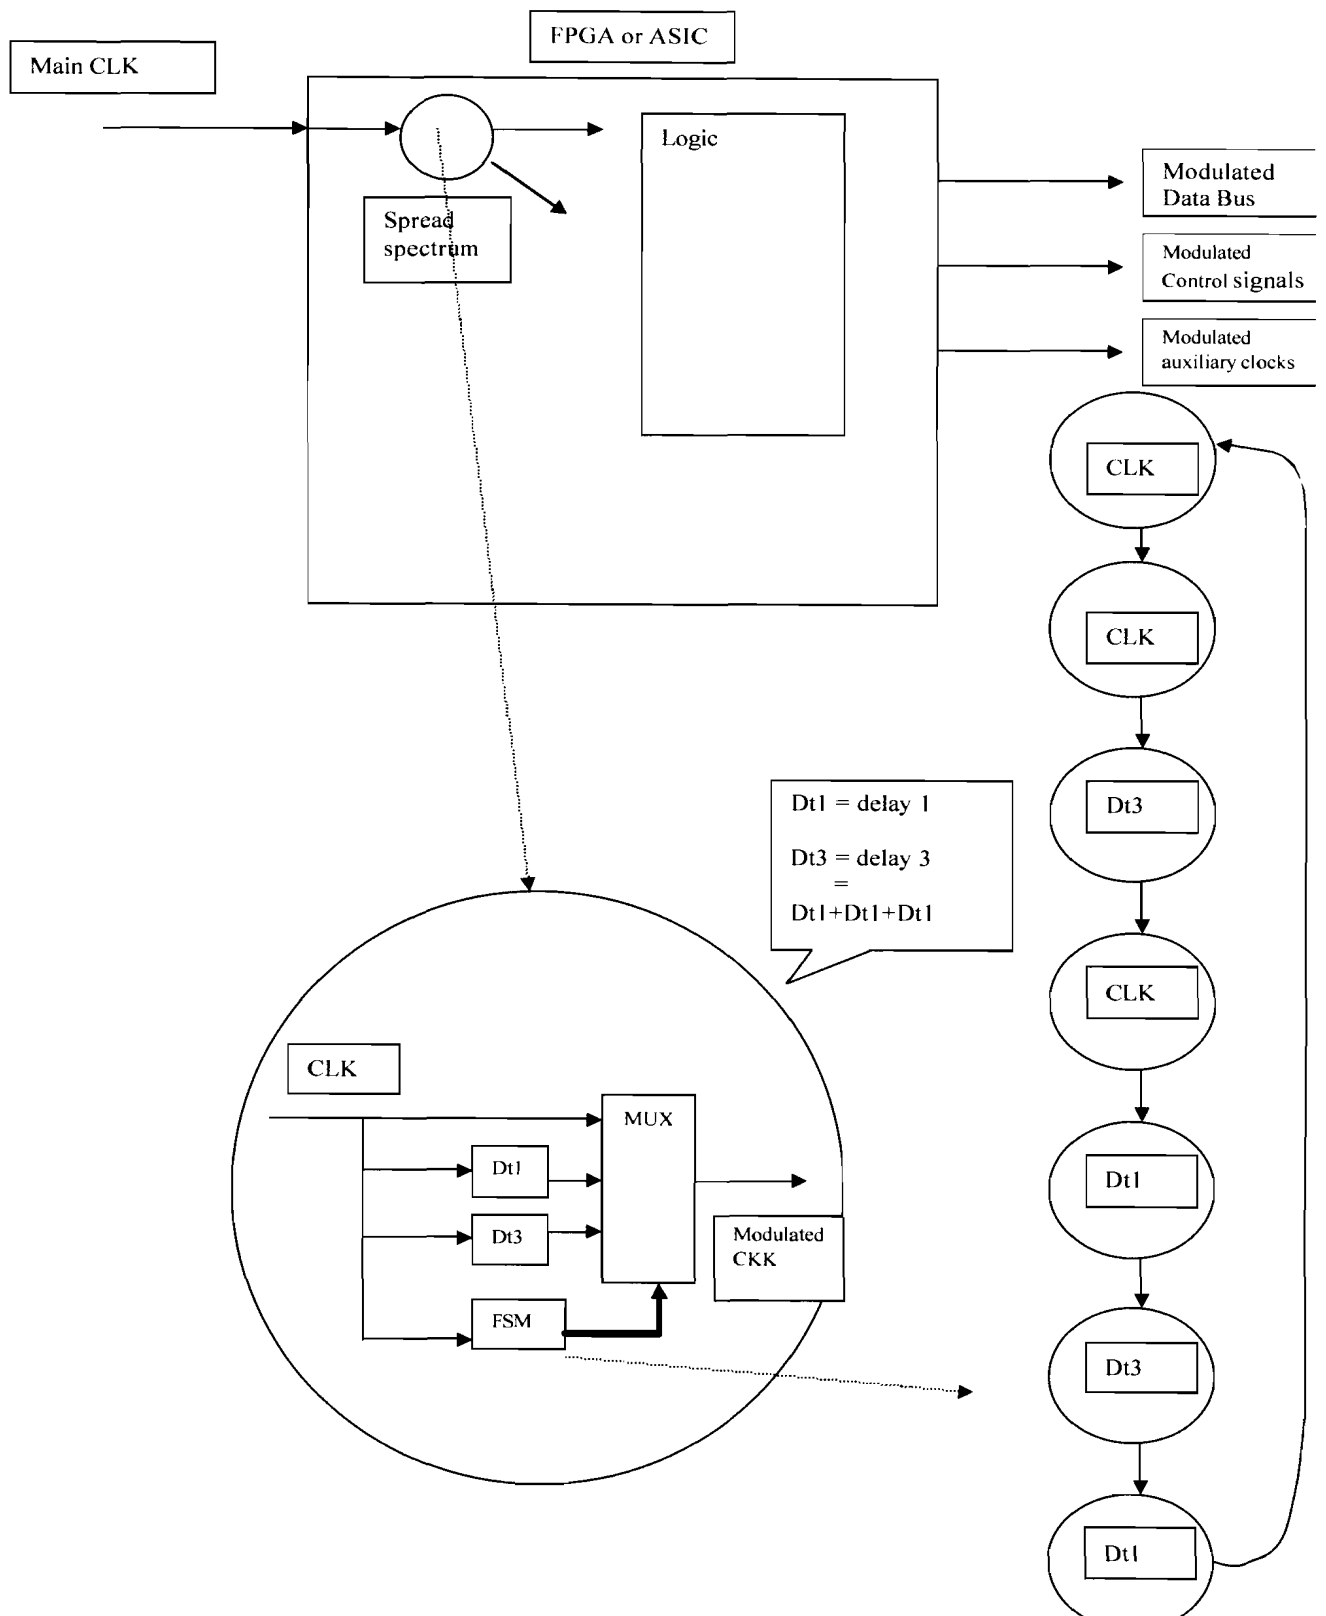 FPGA or ASIC
Main CLK
Logic
Spread
spectrum
Modulated
Data Bus
Modulated
Control signals
Modulated
auxiliary clocks
CLK
CLK
Dt3
CLK
Dt1
Dt3
Dt1
Dt1 = delay 1
Dt3 = delay 3
=
Dt1+Dt1+Dt1
CLK
MUX
Dt1
Dt3
FSM
Modulated
CKK